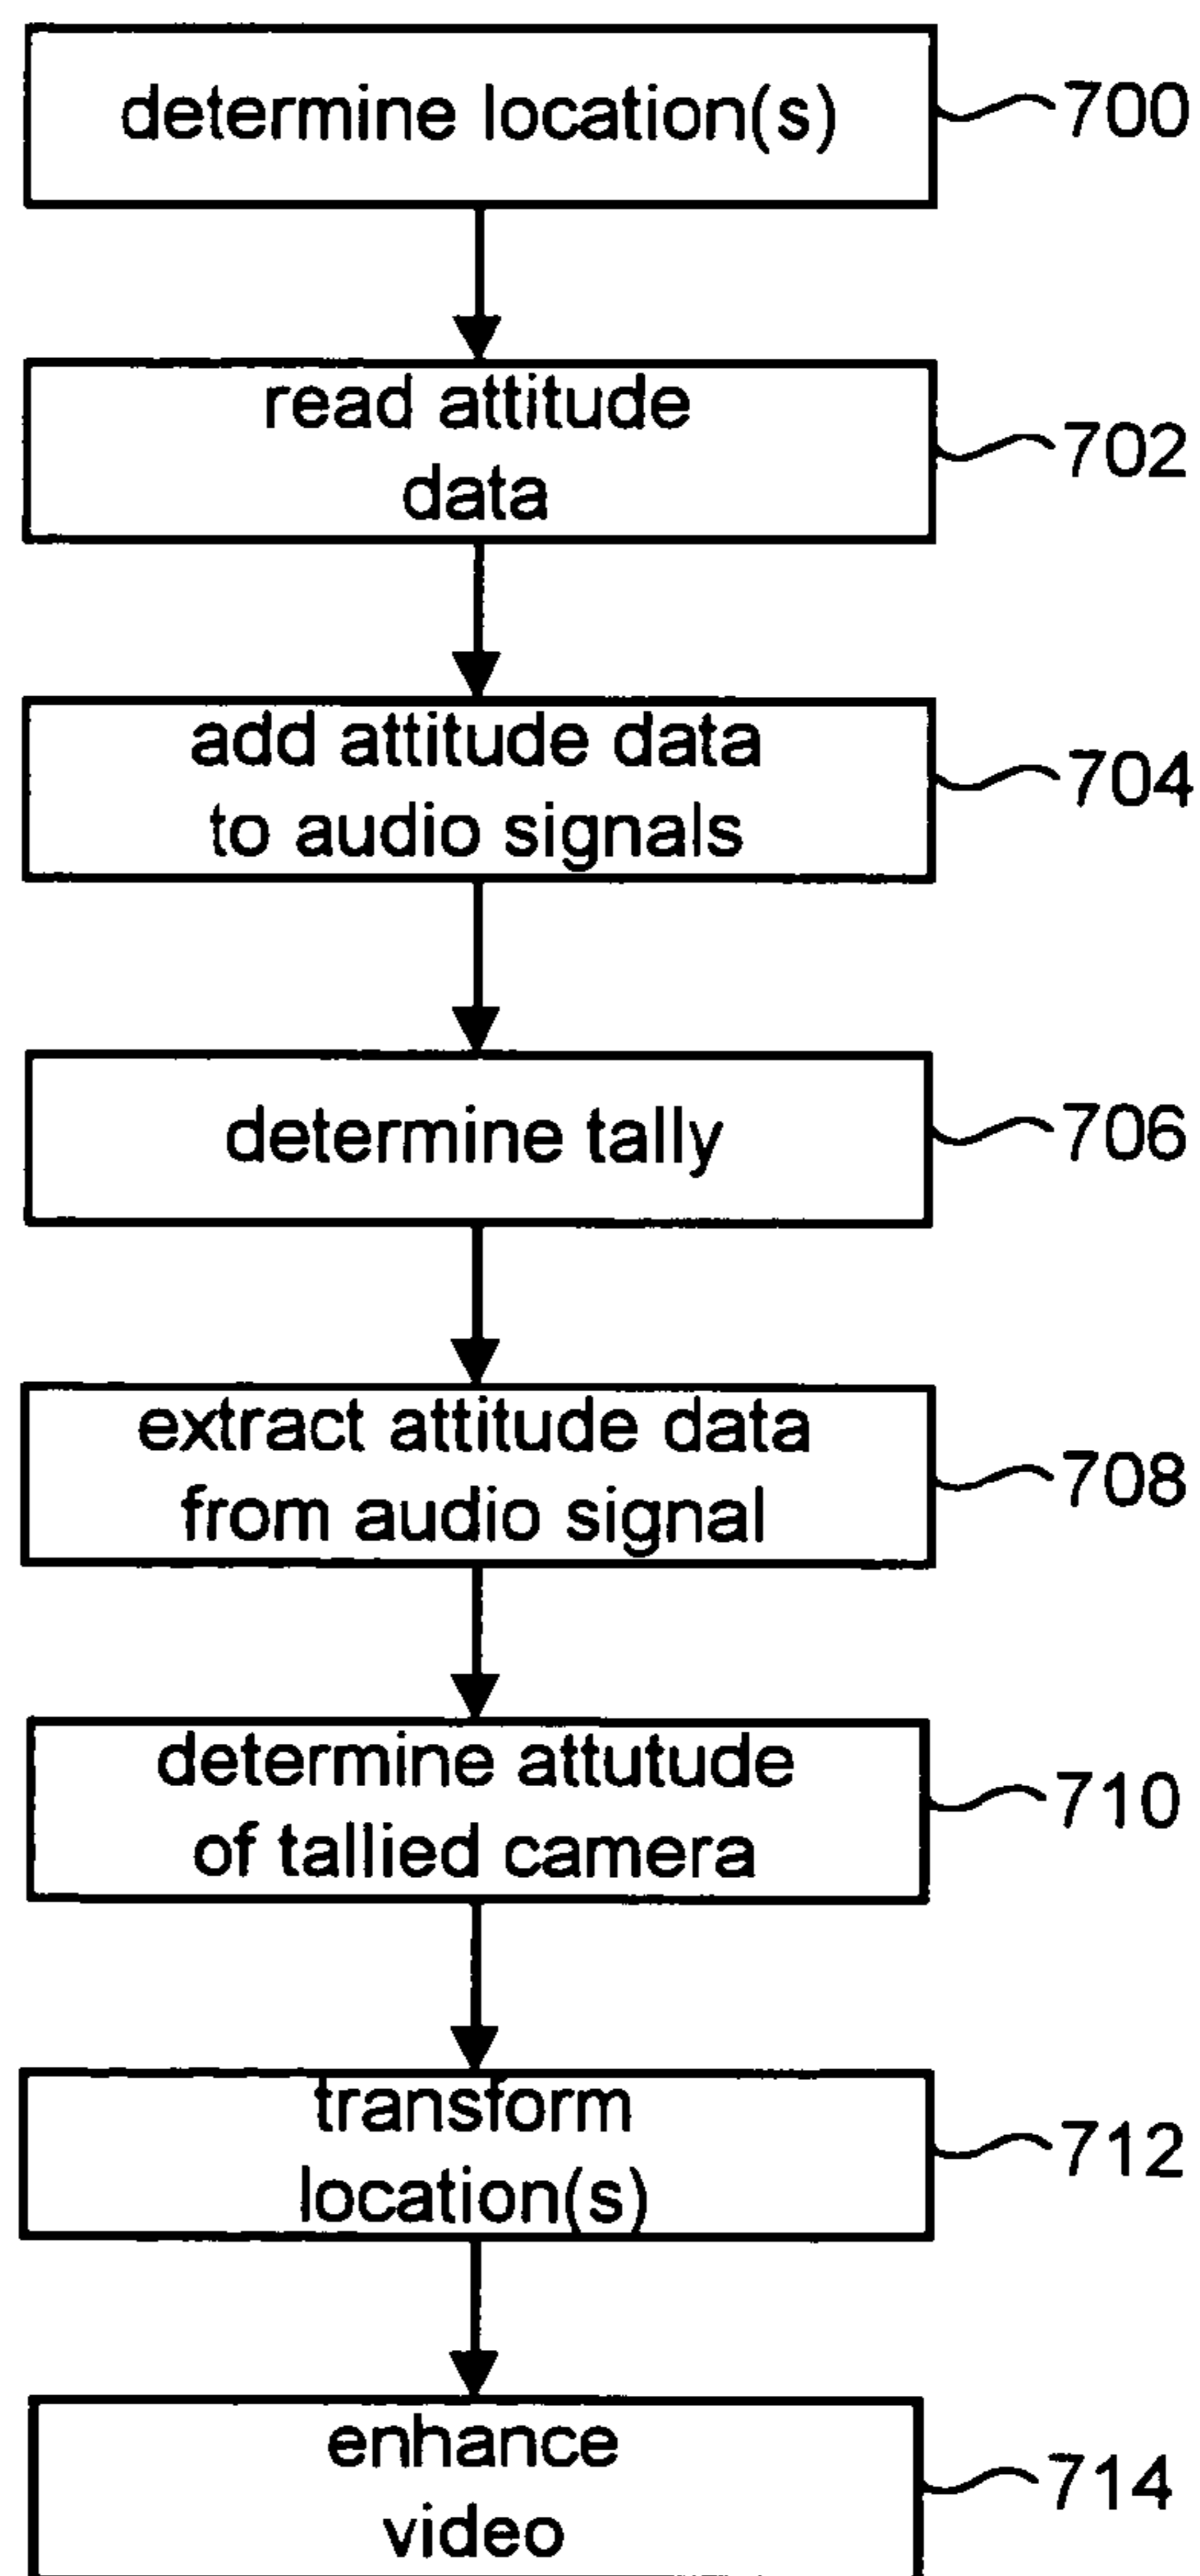 determine location(s)
700
read attitude
data
702
add attitude data
to audio signals
704
determine tally
706
extract attitude data
from audio signal
708
determine attutude
of tallied camera
710
transform
location(s)
712
enhance
video
714